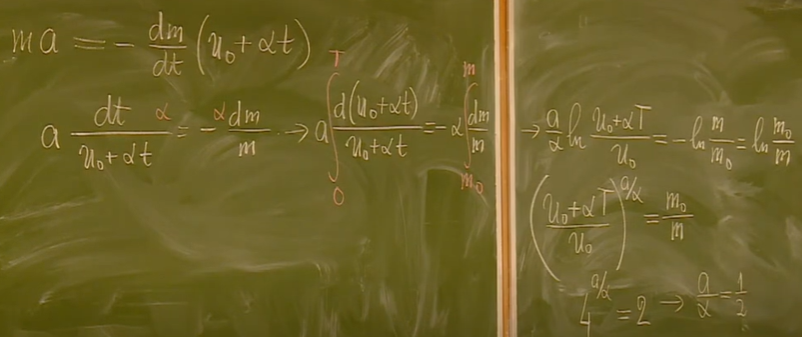 ma = - dm/dt (u₀ + αt)
a dt α / (u₀ + αt) = - α dm/m → a ∫₀ᵀ d(u₀ + αt)/(u₀ + αt) = - α ∫_{m₀}^{m} dm/m → a/α ln (u₀ + αT)/u₀ = - ln m/m₀ = ln m₀/m
((u₀ + αT)/u₀)^{a/α} = m₀/m
4^{a/α} = 2 → a/α = 1/2